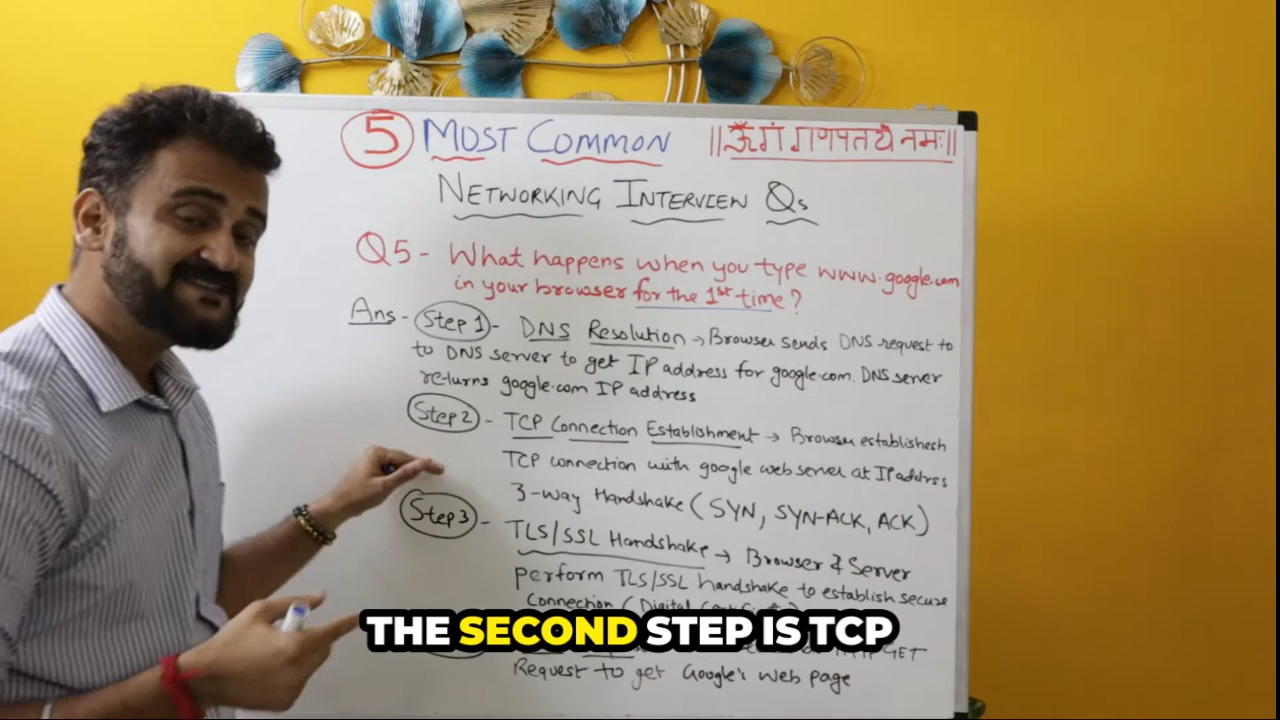 5 MOST COMMON ||ॐ गं गणपतये नमः||
NETWORKING INTERVIEW Qs
Q5 - What happens when you type www.google.com
in your browser for the 1st time?
Ans - Step 1 - DNS Resolution → Browser sends DNS request to
to DNS server to get IP address for google.com. DNS server
returns google.com IP address
Step 2 - TCP Connection Establishment → Browser establishesh
TCP connection with google web server at IP address
3-way Handshake (SYN, SYN-ACK, ACK)
Step 3 - TLS/SSL Handshake → Browser & Server
perform TLS/SSL handshake to establish secure
Connection (Digital
THE SECOND STEP IS TCP
GET
Request to get Google's web page